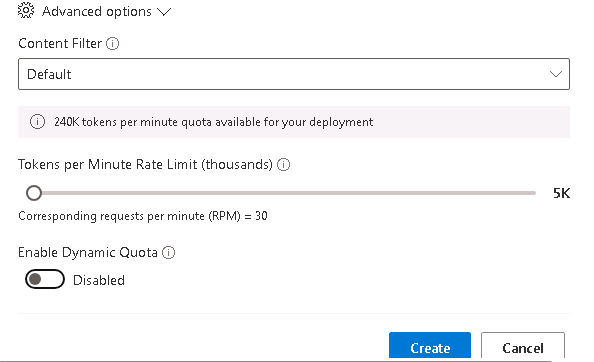 Advanced options
Content Filter
Default
240K tokens per minute quota available for your deployment
Tokens per Minute Rate Limit (thousands)
5K
Corresponding requests per minute (RPM) = 30
Enable Dynamic Quota
Disabled
Create Cancel